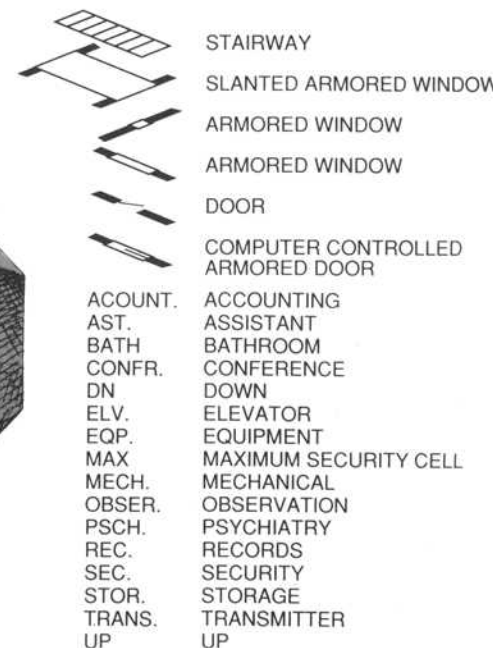 STAIRWAY
SLANTED ARMORED WINDOW
ARMORED WINDOW
ARMORED WINDOW
DOOR
COMPUTER CONTROLLED
ARMORED DOOR
ACOUNT. ACCOUNTING
AST. ASSISTANT
BATH BATHROOM
CONFR. CONFERENCE
DN DOWN
ELV. ELEVATOR
EQP. EQUIPMENT
MAX MAXIMUM SECURITY CELL
MECH. MECHANICAL
OBSER. OBSERVATION
PSCH. PSYCHIATRY
REC. RECORDS
SEC. SECURITY
STOR. STORAGE
TRANS. TRANSMITTER
UP UP